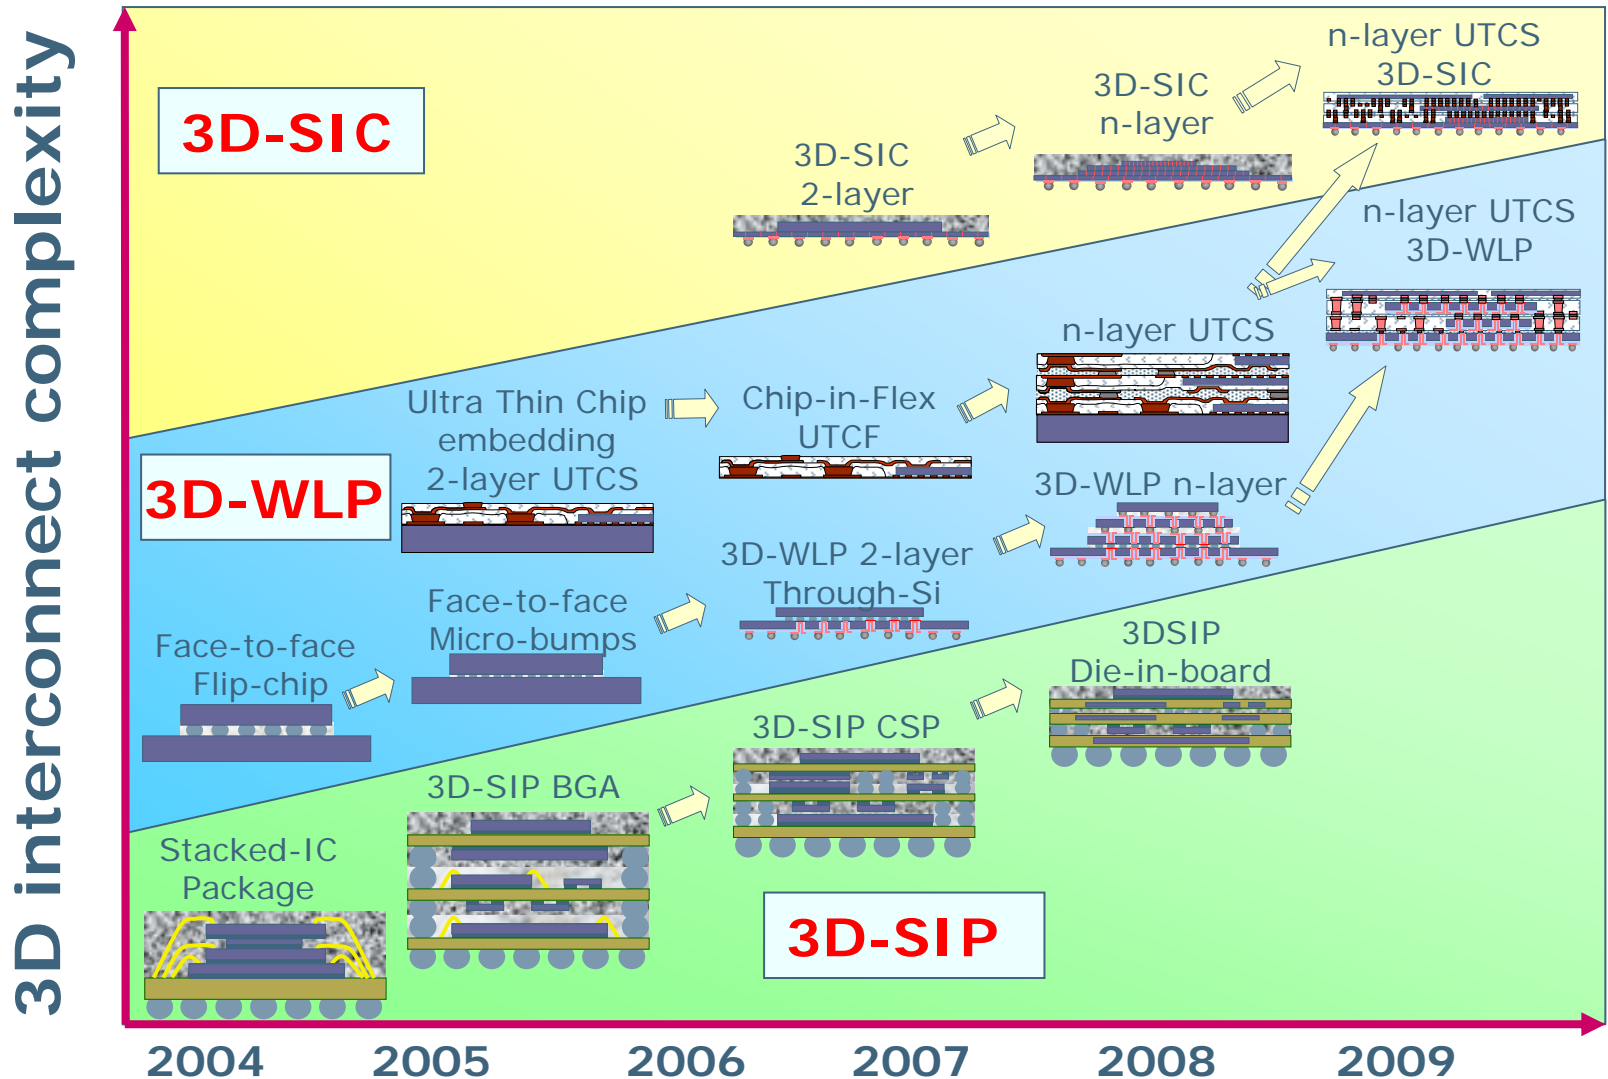 3D interconnect complexity
3D-SIC
3D-SIC
2-layer
3D-SIC
n-layer
n-layer UTCS
3D-SIC
3D-WLP
Face-to-face
Flip-chip
Face-to-face
Micro-bumps
Ultra Thin Chip
embedding
2-layer UTCS
Chip-in-Flex
UTCF
3D-WLP 2-layer
Through-Si
n-layer UTCS
3D-WLP n-layer
n-layer UTCS
3D-WLP
3D-SIP
Stacked-IC
Package
3D-SIP BGA
3D-SIP CSP
3DSIP
Die-in-board
2004
2005
2006
2007
2008
2009